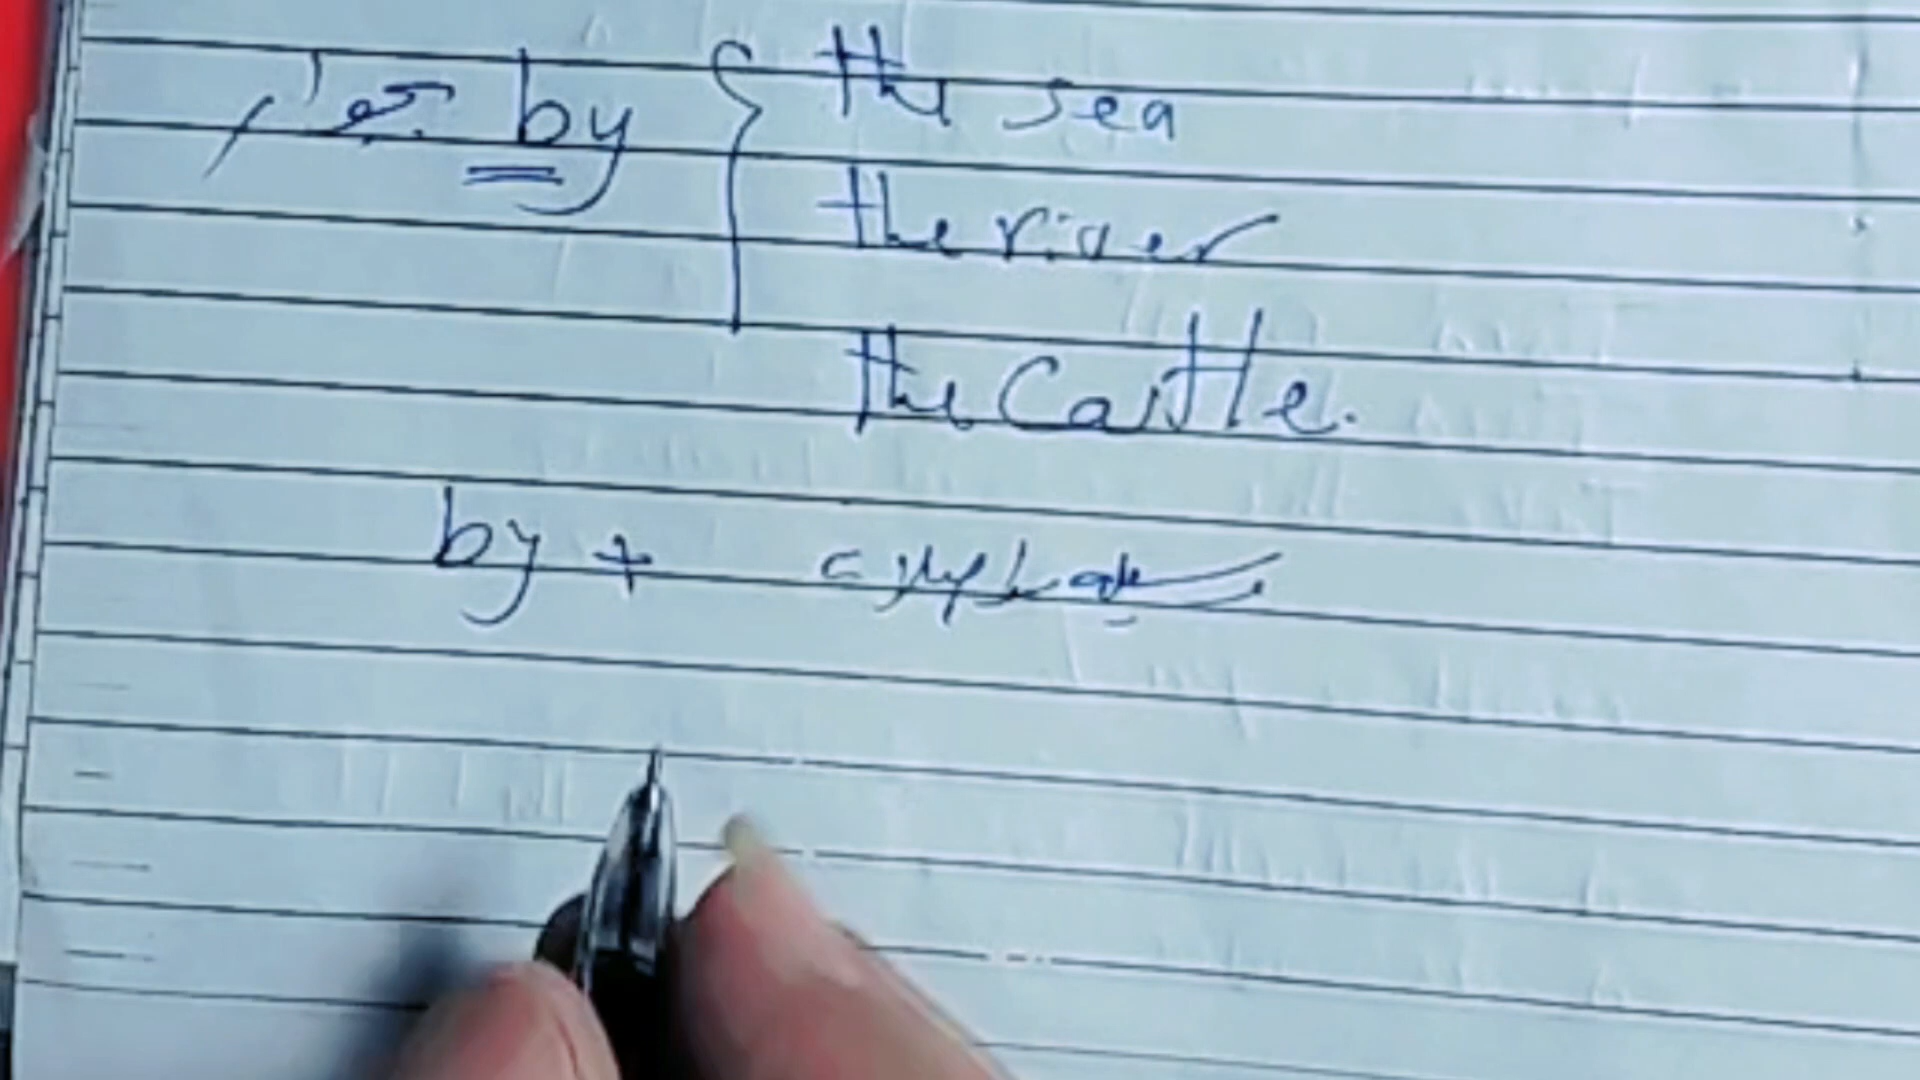 by { the sea
the river
the Castle.
by +